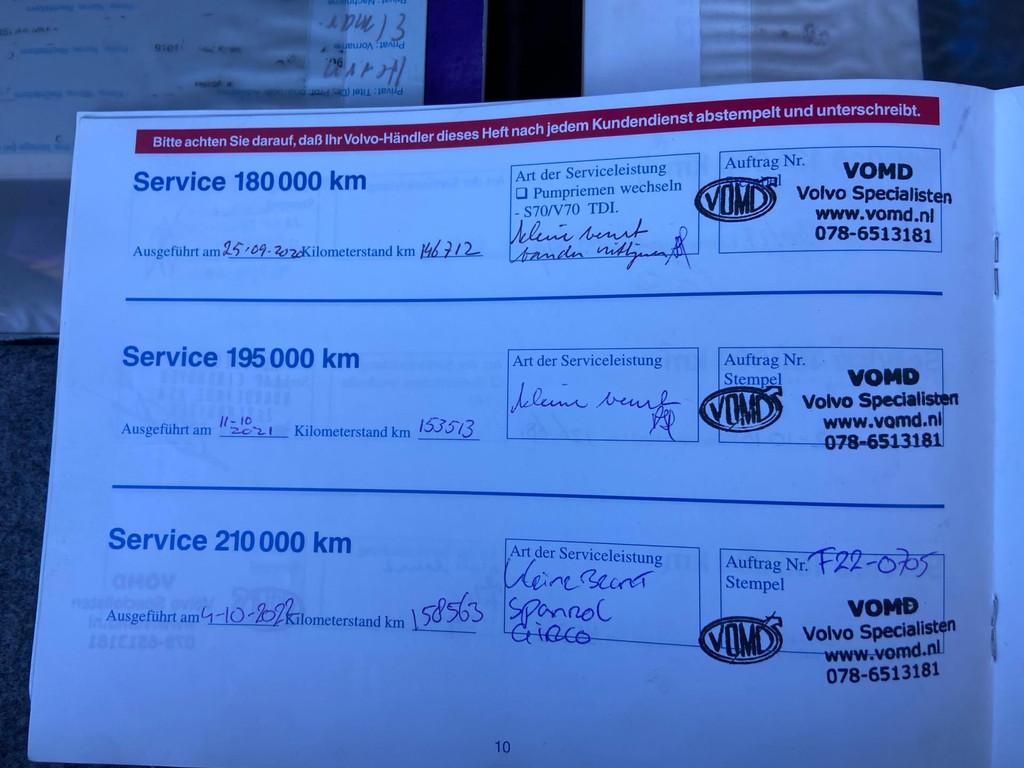 Bitte achten Sie darauf, daß Ihr Volvo-Händler dieses Heft nach jedem Kundendienst abstempelt und unterschreibt.
Service 180 000 km
Ausgeführt am 25-09-2020 Kilometerstand km 146712
Art der Serviceleistung
❏ Pumpriemen wechseln
- S70/V70 TDI.
kleine beurt
banden
Auftrag Nr.
VOMD
VOMD
Volvo Specialisten
www.vomd.nl
078-6513181
Service 195 000 km
Ausgeführt am 11-10 2021 Kilometerstand km 153513
Art der Serviceleistung
kleine beurt
Auftrag Nr.
Stempel
VOMD
VOMD
Volvo Specialisten
www.vomd.nl
078-6513181
Service 210 000 km
Ausgeführt am 4-10-2022 Kilometerstand km 158563
Art der Serviceleistung
kleine Beurt
Spanrol
Airco
Auftrag Nr. F22-0705
Stempel
VOMD
VOMD
Volvo Specialisten
www.vomd.nl
078-6513181
10